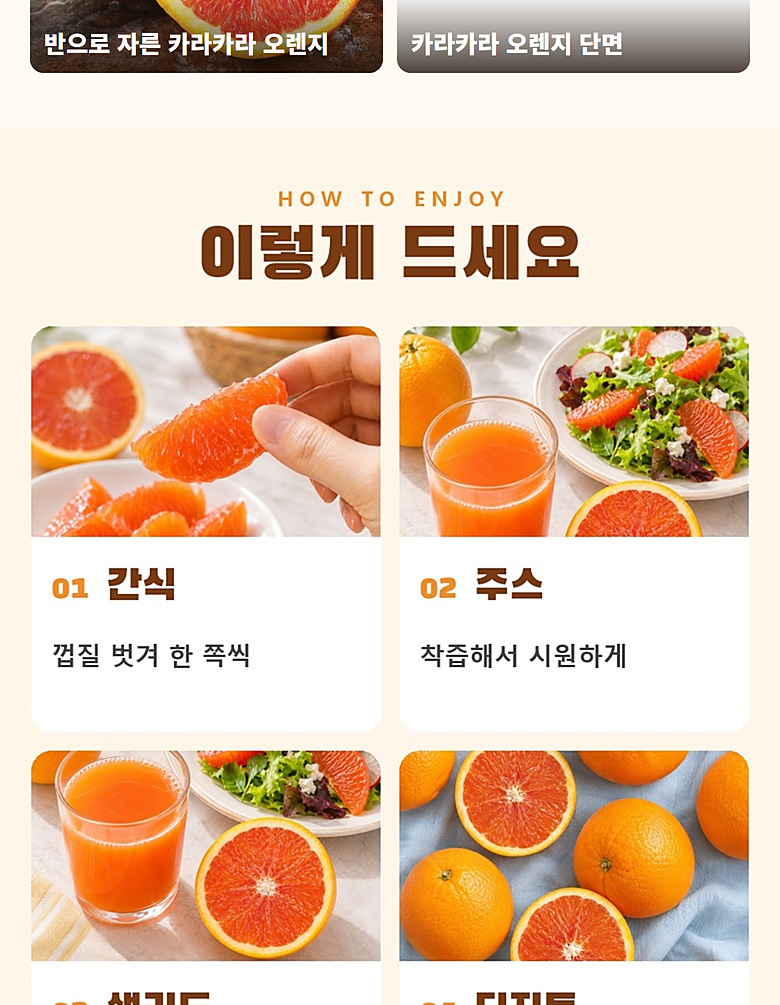 반으로 자른 카라카라 오렌지
카라카라 오렌지 단면
HOW TO ENJOY
이렇게 드세요
01 간식
껍질 벗겨 한 쪽씩
02 주스
착즙해서 시원하게